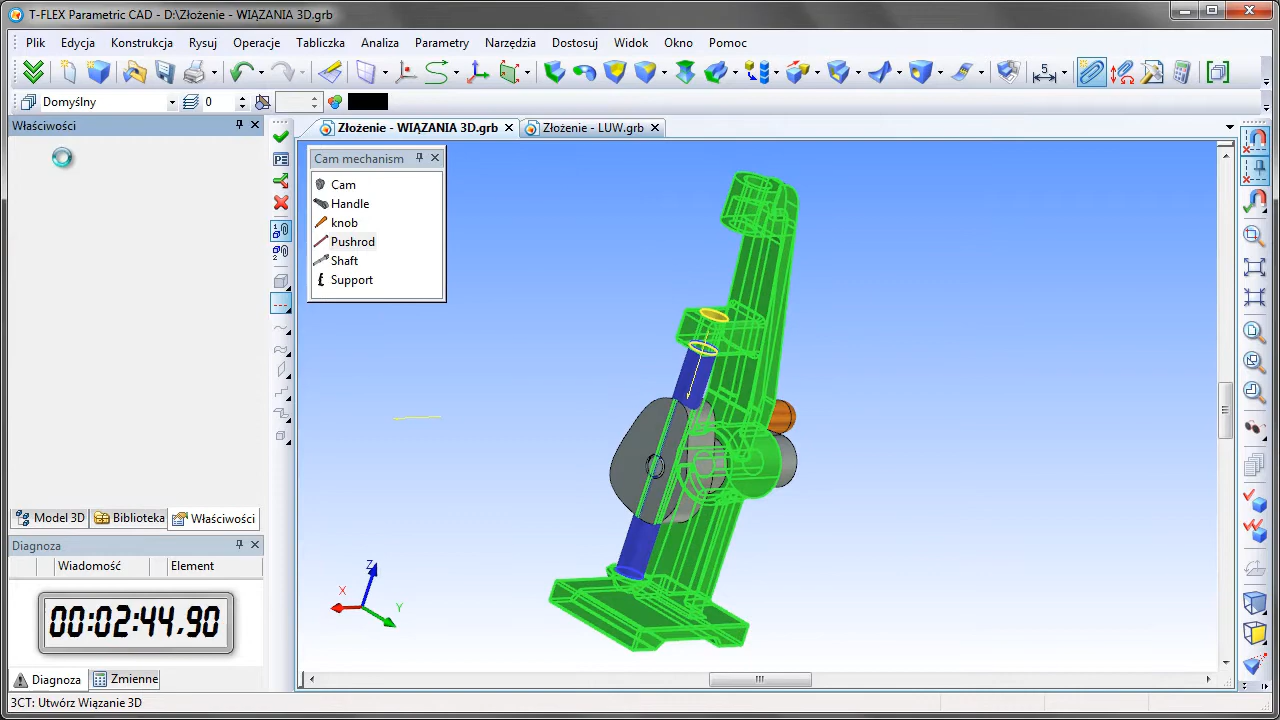 T-FLEX Parametric CAD - D:\Złożenie - WIĄZANIA 3D.grb
Plik Edycja Konstrukcja Rysuj Operacje Tabliczka Analiza Parametry Narzędzia Dostosuj Widok Okno Pomoc
5
Domyślny 0
Właściwości
Złożenie - WIĄZANIA 3D.grb Złożenie - LUW.grb
Cam mechanism
Cam
Handle
knob
Pushrod
Shaft
Support
Model 3D Biblioteka Właściwości
Diagnoza
Wiadomość Element
00:02:44.90
Z
X
Y
Diagnoza Zmienne
3CT: Utwórz Wiązanie 3D